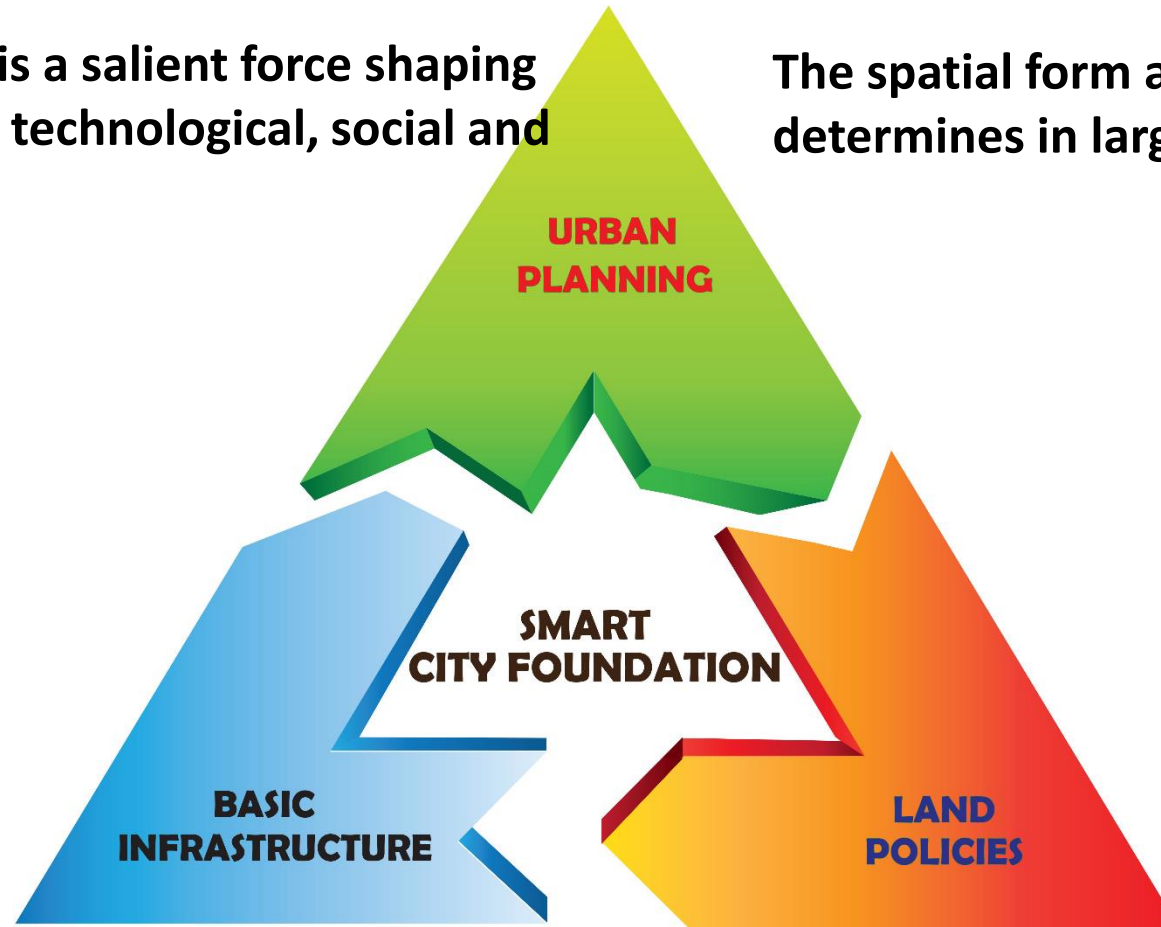 is a salient force shaping
technological, social and
The spatial form a
determines in larg
URBAN
PLANNING
SMART
CITY FOUNDATION
BASIC
INFRASTRUCTURE
LAND
POLICIES